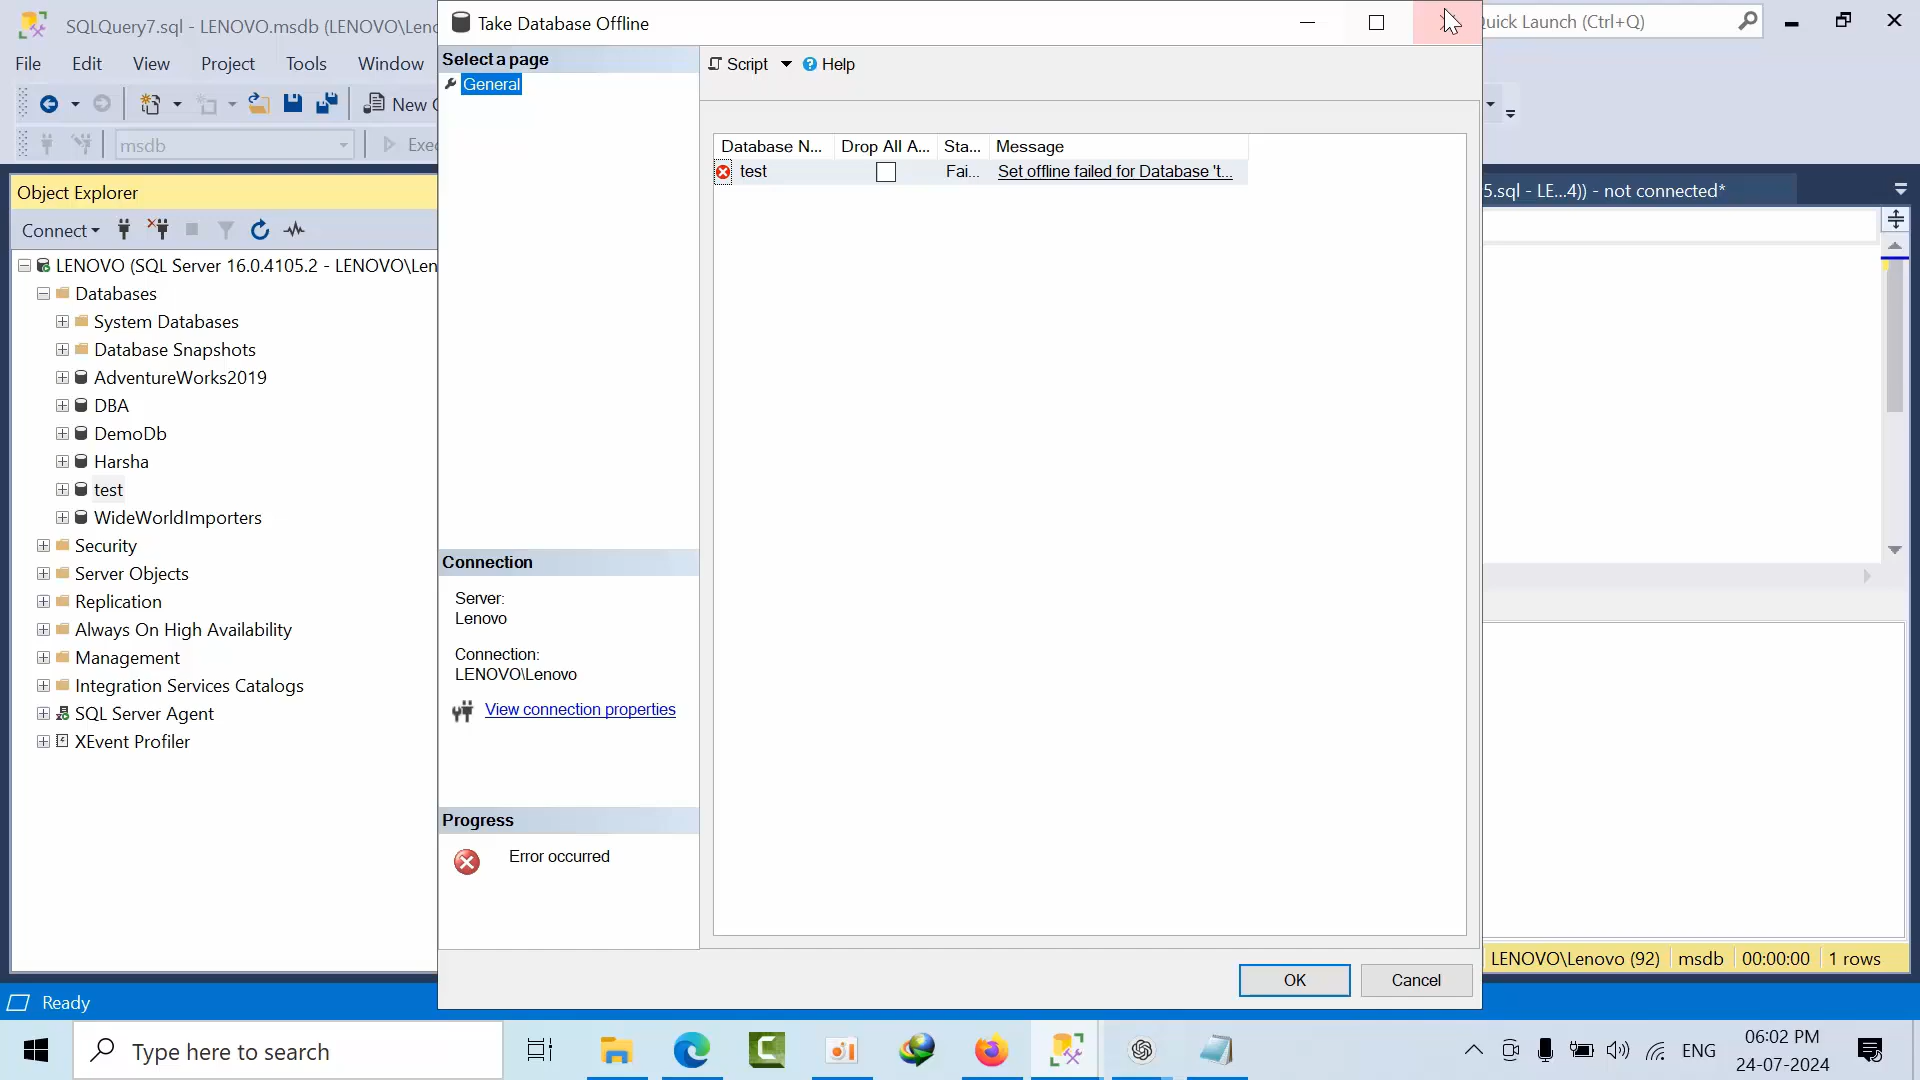 SQLQuery7.sql - LENOVO.msdb (LENOVO\Leno
Take Database Offline
Quick Launch (Ctrl+Q)
File Edit View Project Tools Window
Select a page
General
Script
Help
New
msdb
Exec
Database N... Drop All A... Sta... Message
test Fai... Set offline failed for Database 't...
5.sql - LE...4)) - not connected*
Object Explorer
Connect
LENOVO (SQL Server 16.0.4105.2 - LENOVO\Len
Databases
System Databases
Database Snapshots
AdventureWorks2019
DBA
DemoDb
Harsha
test
WideWorldImporters
Security
Server Objects
Replication
Always On High Availability
Management
Integration Services Catalogs
SQL Server Agent
XEvent Profiler
Connection
Server:
Lenovo
Connection:
LENOVO\Lenovo
View connection properties
Progress
Error occurred
OK Cancel
LENOVO\Lenovo (92) msdb 00:00:00 1 rows
Ready
Type here to search
ENG
06:02 PM
24-07-2024